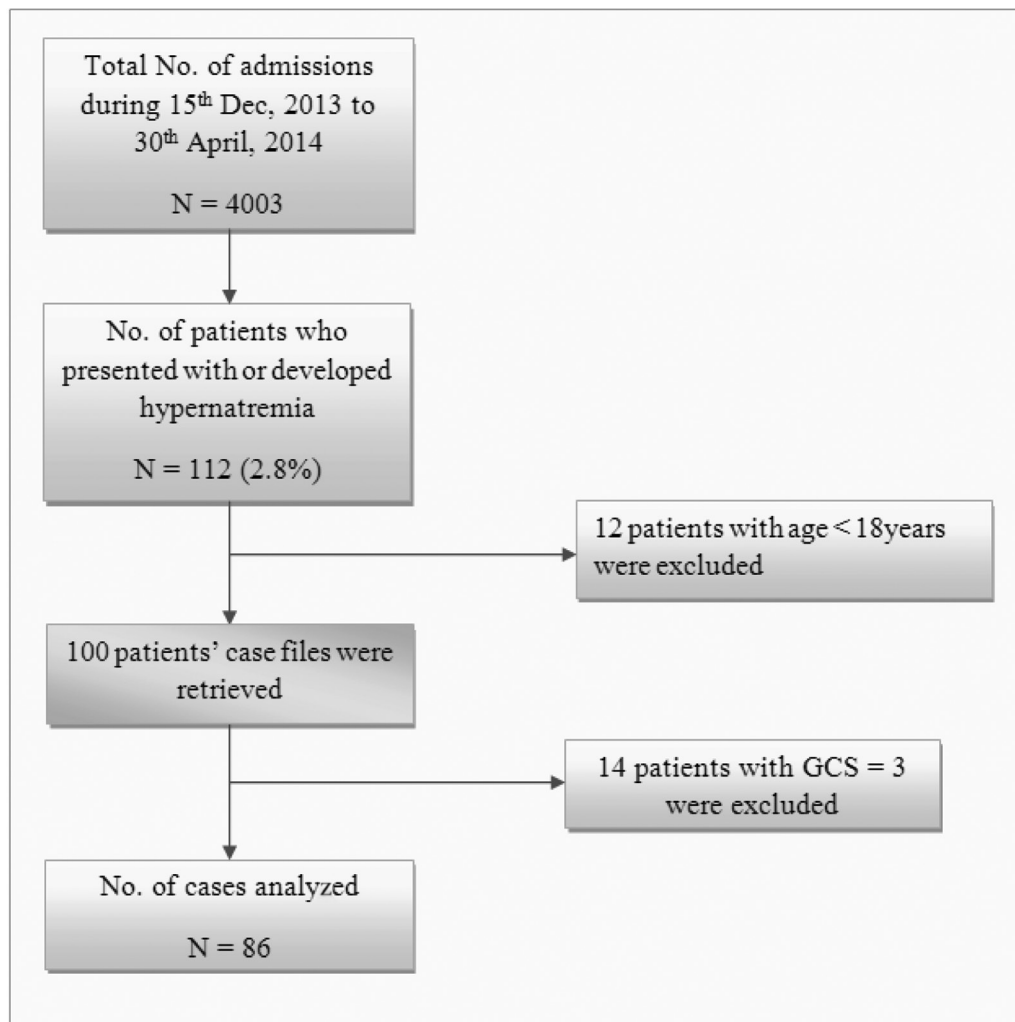 Total No. of admissions
during 15th Dec, 2013 to
30th April, 2014
N = 4003
No. of patients who
presented with or developed
hypernatremia
N = 112 (2.8%)
12 patients with age < 18years
were excluded
100 patients’ case files were
retrieved
14 patients with GCS = 3
were excluded
No. of cases analyzed
N = 86